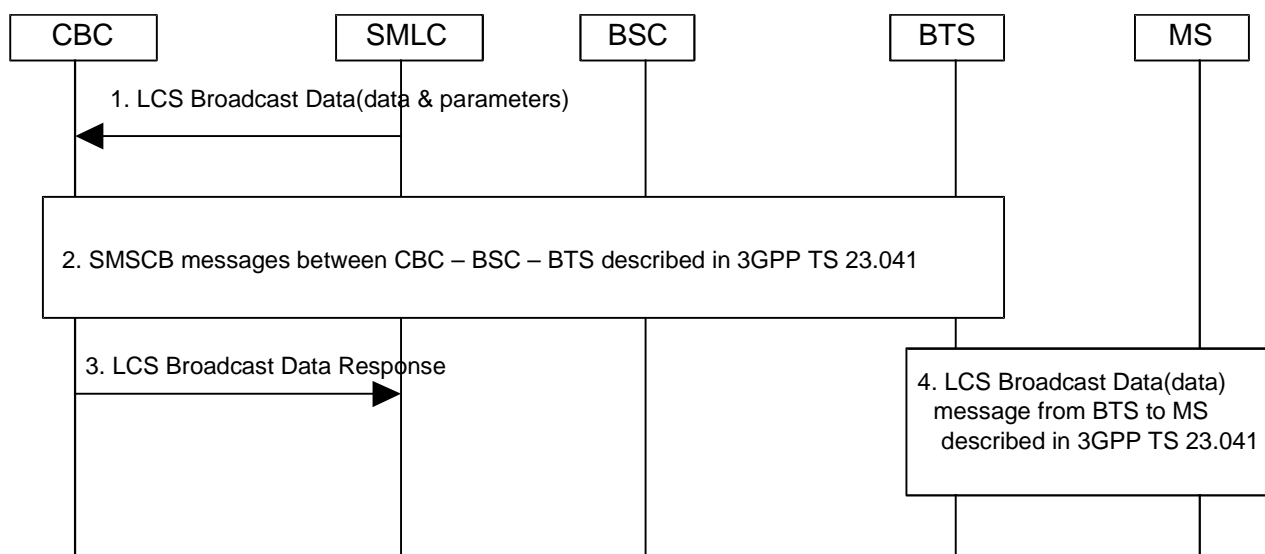 CBC
SMLC
BSC
BTS
MS
1. LCS Broadcast Data(data & parameters)
2. SMSCB messages between CBC – BSC – BTS described in 3GPP TS 23.041
3. LCS Broadcast Data Response
4. LCS Broadcast Data(data)
message from BTS to MS
described in 3GPP TS 23.041